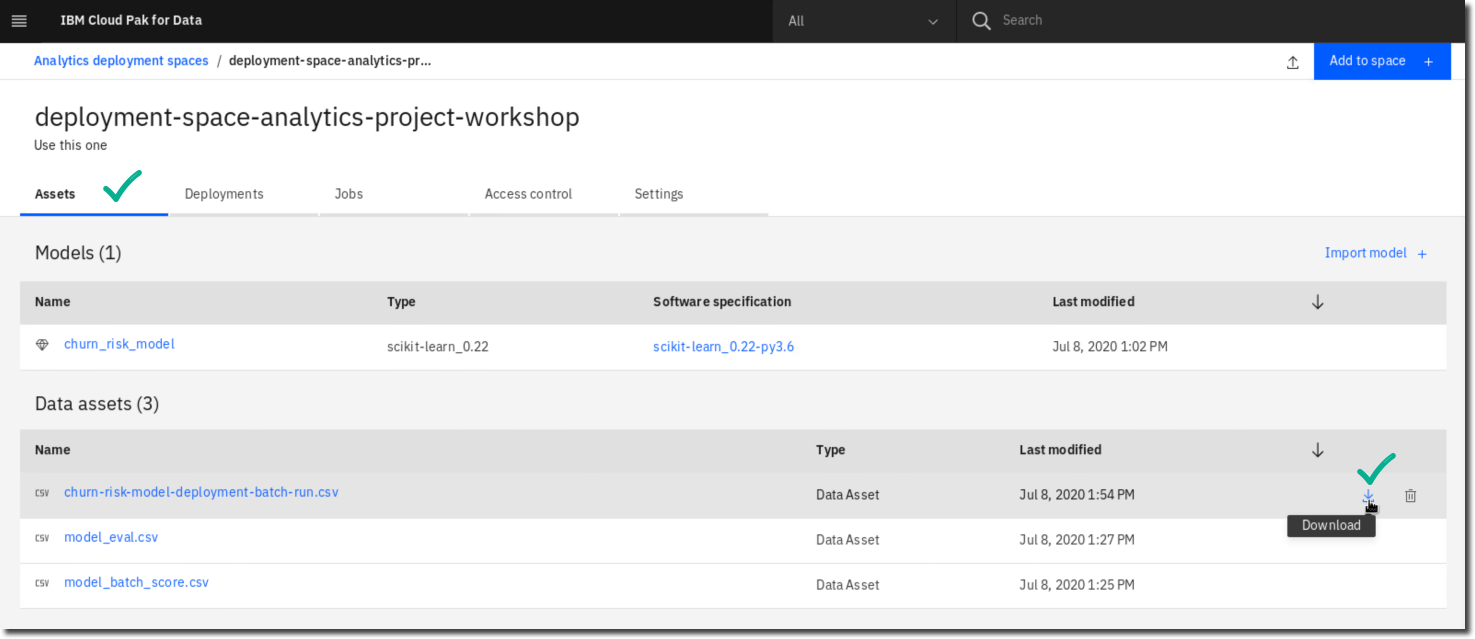 IBM Cloud Pak for Data All Search
Analytics deployment spaces / deployment-space-analytics-pr... Add to space +
deployment-space-analytics-project-workshop
Use this one
Assets Deployments Jobs Access control Settings
Models (1) Import model +
Name Type Software specification Last modified
churn_risk_model scikit-learn_0.22 scikit-learn_0.22-py3.6 Jul 8, 2020 1:02 PM
Data assets (3)
Name Type Last modified
CSV churn-risk-model-deployment-batch-run.csv Data Asset Jul 8, 2020 1:54 PM
Download
CSV model_eval.csv Data Asset Jul 8, 2020 1:27 PM
CSV model_batch_score.csv Data Asset Jul 8, 2020 1:25 PM